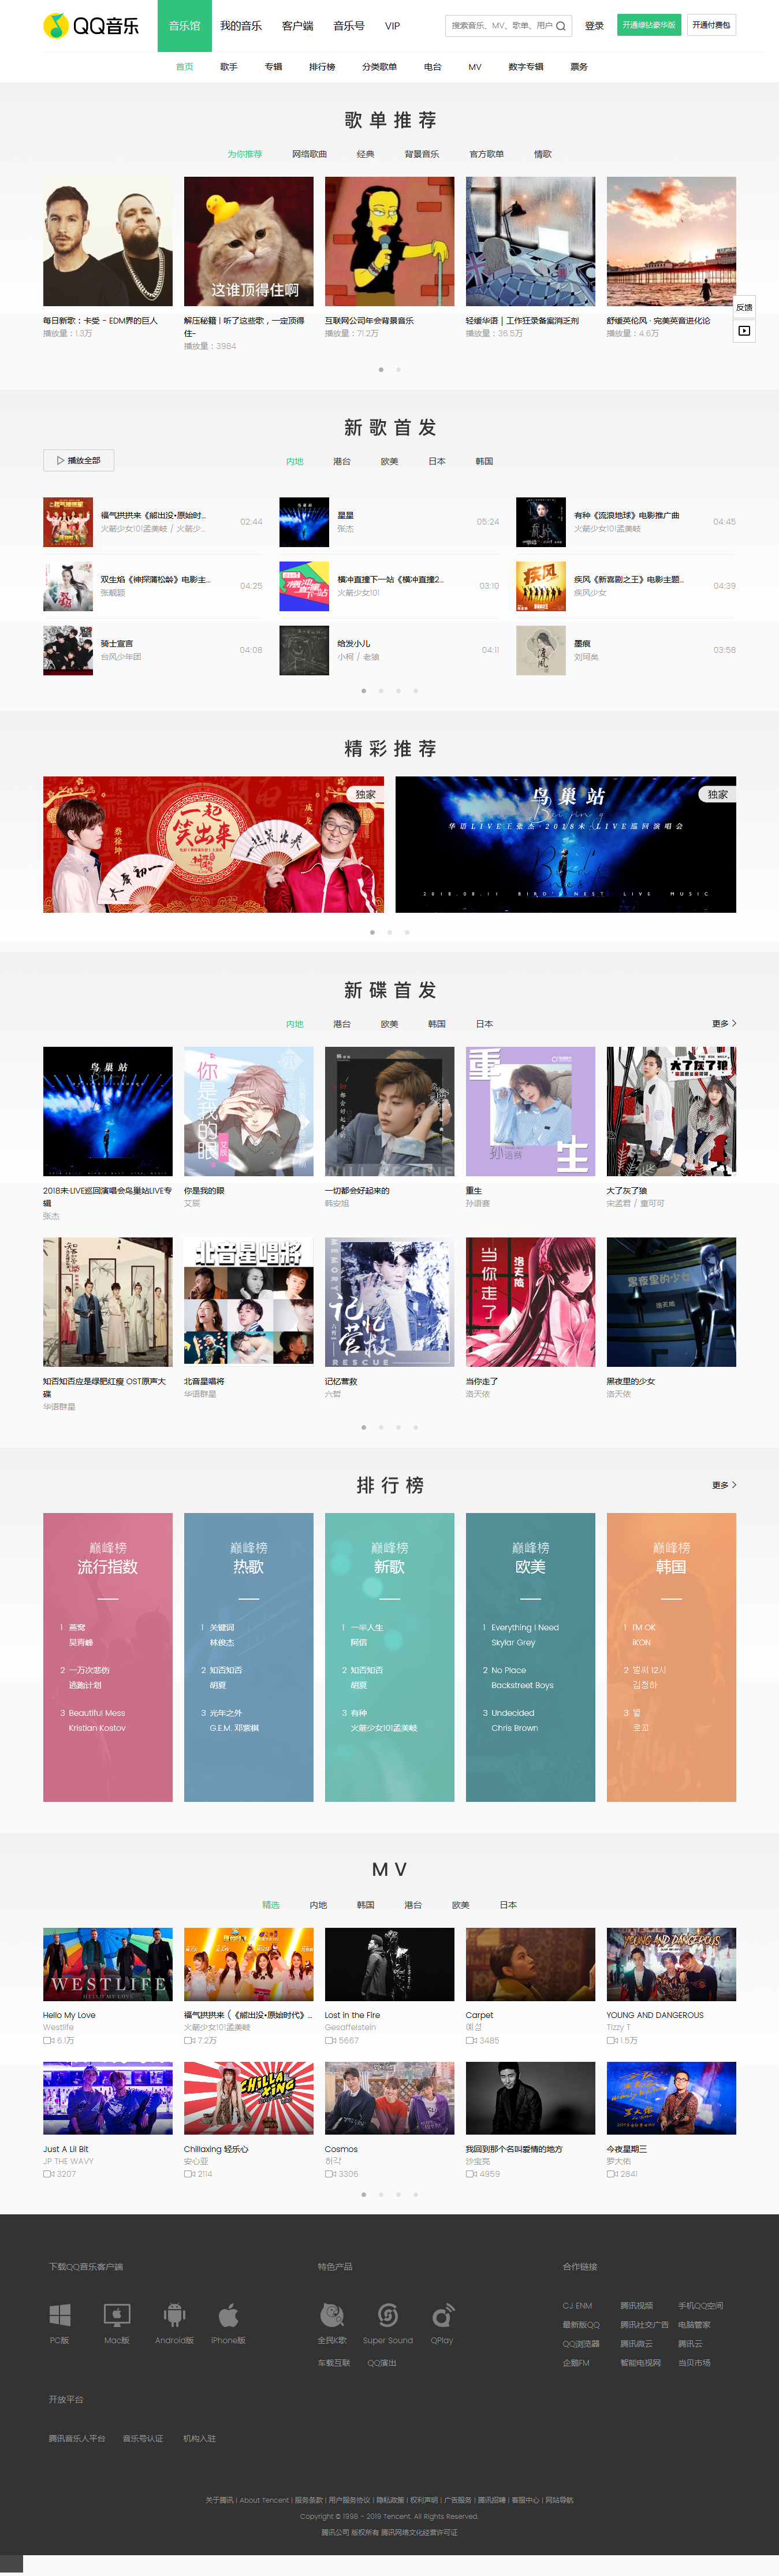 QQ音乐
音乐馆 我的音乐 客户端 音乐号 VIP
搜索音乐、MV、歌单、用户
登录
开通绿钻豪华版 开通付费包
首页 歌手 专辑 排行榜 分类歌单 电台 MV 数字专辑 票务
歌单推荐
为你推荐 网络歌曲 经典 背景音乐 官方歌单 情歌
这谁顶得住啊
每日新歌：卡爱 - EDM界的巨人
播放量：1.3万
解压秘籍 | 听了这些歌，一定顶得住~
播放量：3984
互联网公司年会背景音乐
播放量：71.2万
轻缓华语 | 工作狂录备案消乏剂
播放量：36.5万
舒缓英伦风 · 完美英音进化论
播放量：4.6万
反馈
新歌首发
播放全部
内地 港台 欧美 日本 韩国
福气拱拱来《熊出没•原始时...
火箭少女101孟美岐 / 火箭少...
02:44
星星
张杰
05:24
有种《流浪地球》电影推广曲
火箭少女101孟美岐
04:45
双生焰《神探蒲松龄》电影主...
张靓颖
04:25
横冲直撞下一站《横冲直撞2...
火箭少女101
03:10
疾风《新喜剧之王》电影主题...
疾风少女
04:39
骑士宣言
台风少年团
04:08
给发小儿
小柯 / 老狼
04:11
墨痕
刘珂矣
03:58
精彩推荐
独家
一起笑出来
蔡徐坤
成龙
大年初一
独家
鸟巢站
华语LIVE王张杰·2018未·LIVE巡回演唱会
2018.08.11 BIRD'S NEST LIVE MUSIC
新碟首发
内地 港台 欧美 韩国 日本
更多
鸟巢站
你是我的眼
重生
孙语赛
大了灰了狼
2018未·LIVE巡回演唱会鸟巢站LIVE专辑
张杰
你是我的眼
艾辰
一切都会好起来的
韩安旭
重生
孙语赛
大了灰了狼
宋孟君 / 董可可
北音星唱将
MEMORY
记忆营救
RESCUE
当你走了
洛天依
黑夜里的少女
洛天依
知否知否应是绿肥红瘦 OST原声大碟
华语群星
北音星唱将
华语群星
记忆营救
六哲
当你走了
洛天依
黑夜里的少女
洛天依
排行榜
更多
巅峰榜
流行指数
1 燕窝
吴青峰
2 一万次悲伤
逃跑计划
3 Beautiful Mess
Kristian Kostov
巅峰榜
热歌
1 关键词
林俊杰
2 知否知否
胡夏
3 光年之外
G.E.M. 邓紫棋
巅峰榜
新歌
1 一半人生
阿信
2 知否知否
胡夏
3 有种
火箭少女101孟美岐
巅峰榜
欧美
1 Everything I Need
Skylar Grey
2 No Place
Backstreet Boys
3 Undecided
Chris Brown
巅峰榜
韩国
1 I'M OK
iKON
2 벌써 12시
김청하
3 별
로꼬
MV
精选 内地 韩国 港台 欧美 日本
WESTLIFE
HELLO MY LOVE
YOUNG AND DANGEROUS
Hello My Love
Westlife
6.1万
福气拱拱来 (《熊出没•原始时代》...
火箭少女101孟美岐
7.2万
Lost in the Fire
Gesaffelstein
5667
Carpet
예성
3485
YOUNG AND DANGEROUS
Tizzy T
1.5万
CHILLAXING
Just A Lil Bit
JP THE WAVY
3207
Chillaxing 轻乐心
安心亚
2114
Cosmos
허각
3306
我回到那个名叫爱情的地方
沙宝亮
4959
今夜星期三
罗大佑
2841
下载QQ音乐客户端
PC版 Mac版 Android版 iPhone版
特色产品
全民K歌 Super Sound QPlay
车载互联 QQ演出
合作链接
CJ ENM 腾讯视频 手机QQ空间
最新版QQ 腾讯社交广告 电脑管家
QQ浏览器 腾讯微云 腾讯云
企鹅FM 智能电视网 当贝市场
开放平台
腾讯音乐人平台 音乐号认证 机构入驻
关于腾讯 | About Tencent | 服务条款 | 用户服务协议 | 隐私政策 | 权利声明 | 广告服务 | 腾讯招聘 | 客服中心 | 网站导航
Copyright © 1998 - 2019 Tencent. All Rights Reserved.
腾讯公司 版权所有 腾讯网络文化经营许可证